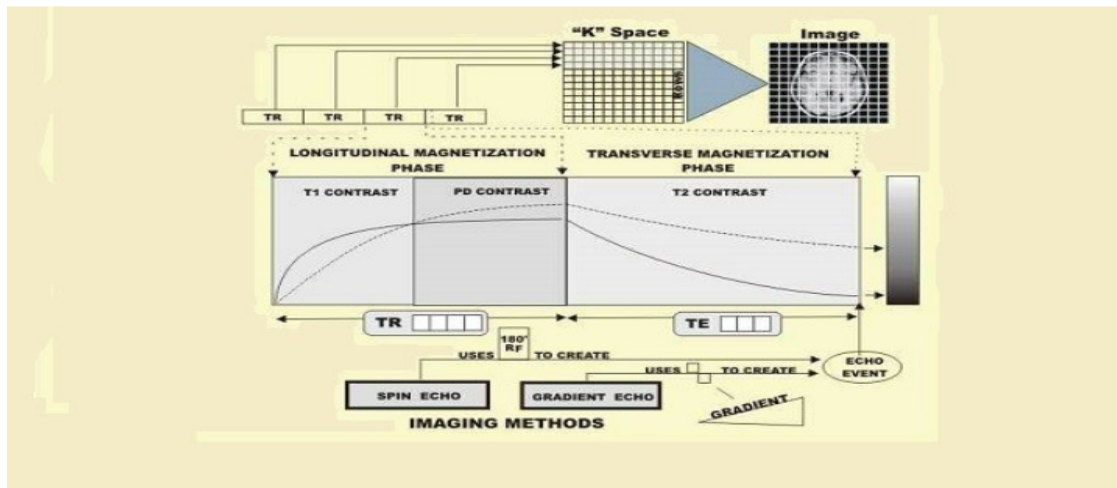 “K” Space
Image
Rows
TR TR TR TR
LONGITUDINAL MAGNETIZATION
PHASE
TRANSVERSE MAGNETIZATION
PHASE
T1 CONTRAST
PD CONTRAST
T2 CONTRAST
TR
TE
180°
RF
USES TO CREATE
USES TO CREATE
ECHO
EVENT
SPIN ECHO
GRADIENT ECHO
GRADIENT
IMAGING METHODS